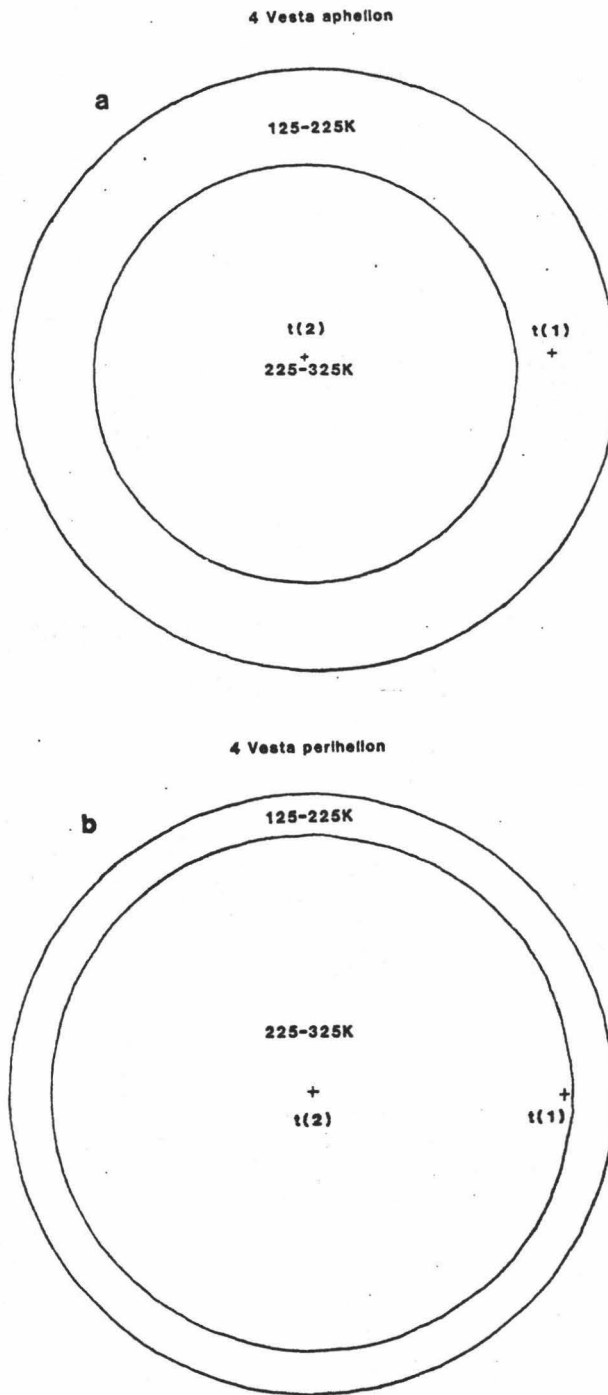 4 Vesta aphelion
a
125-225K
t(2)
t(1)
225-325K
4 Vesta perihelion
b
125-225K
225-325K
t(2)
t(1)